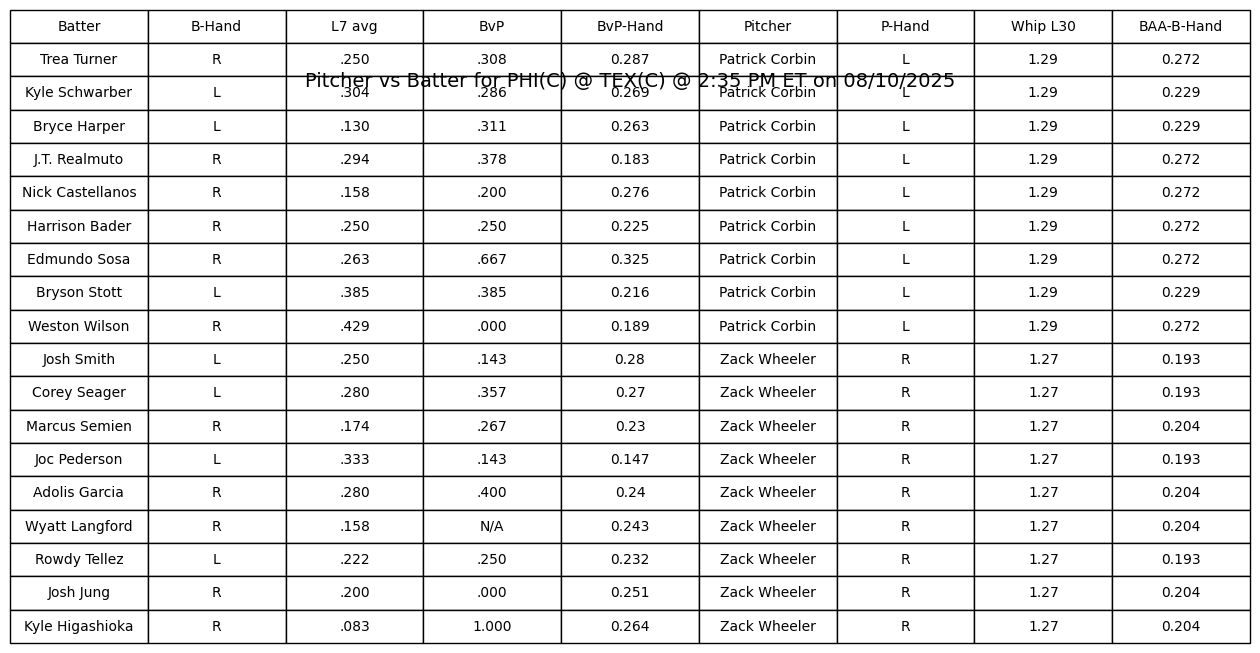 Batter B-Hand L7 avg BvP BvP-Hand Pitcher P-Hand Whip L30 BAA-B-Hand
Trea Turner R .250 .308 0.287 Patrick Corbin L 1.29 0.272
Pitcher vs Batter for PHI(C) @ TEX(C) @ 2:35 PM ET on 08/10/2025
Kyle Schwarber L .304 .286 0.269 Patrick Corbin L 1.29 0.229
Bryce Harper L .130 .311 0.263 Patrick Corbin L 1.29 0.229
J.T. Realmuto R .294 .378 0.183 Patrick Corbin L 1.29 0.272
Nick Castellanos R .158 .200 0.276 Patrick Corbin L 1.29 0.272
Harrison Bader R .250 .250 0.225 Patrick Corbin L 1.29 0.272
Edmundo Sosa R .263 .667 0.325 Patrick Corbin L 1.29 0.272
Bryson Stott L .385 .385 0.216 Patrick Corbin L 1.29 0.229
Weston Wilson R .429 .000 0.189 Patrick Corbin L 1.29 0.272
Josh Smith L .250 .143 0.28 Zack Wheeler R 1.27 0.193
Corey Seager L .280 .357 0.27 Zack Wheeler R 1.27 0.193
Marcus Semien R .174 .267 0.23 Zack Wheeler R 1.27 0.204
Joc Pederson L .333 .143 0.147 Zack Wheeler R 1.27 0.193
Adolis Garcia R .280 .400 0.24 Zack Wheeler R 1.27 0.204
Wyatt Langford R .158 N/A 0.243 Zack Wheeler R 1.27 0.204
Rowdy Tellez L .222 .250 0.232 Zack Wheeler R 1.27 0.193
Josh Jung R .200 .000 0.251 Zack Wheeler R 1.27 0.204
Kyle Higashioka R .083 1.000 0.264 Zack Wheeler R 1.27 0.204